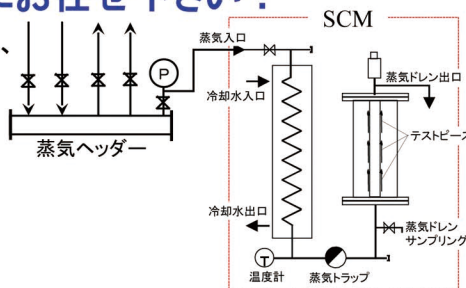 お任せ下さい!
、
SCM
蒸気入口
P
冷却水入口
蒸気ドレン出口
テストピース
蒸気ヘッダー
冷却水出口
蒸気ドレン
サンプリング
T
温度計
蒸気トラップ